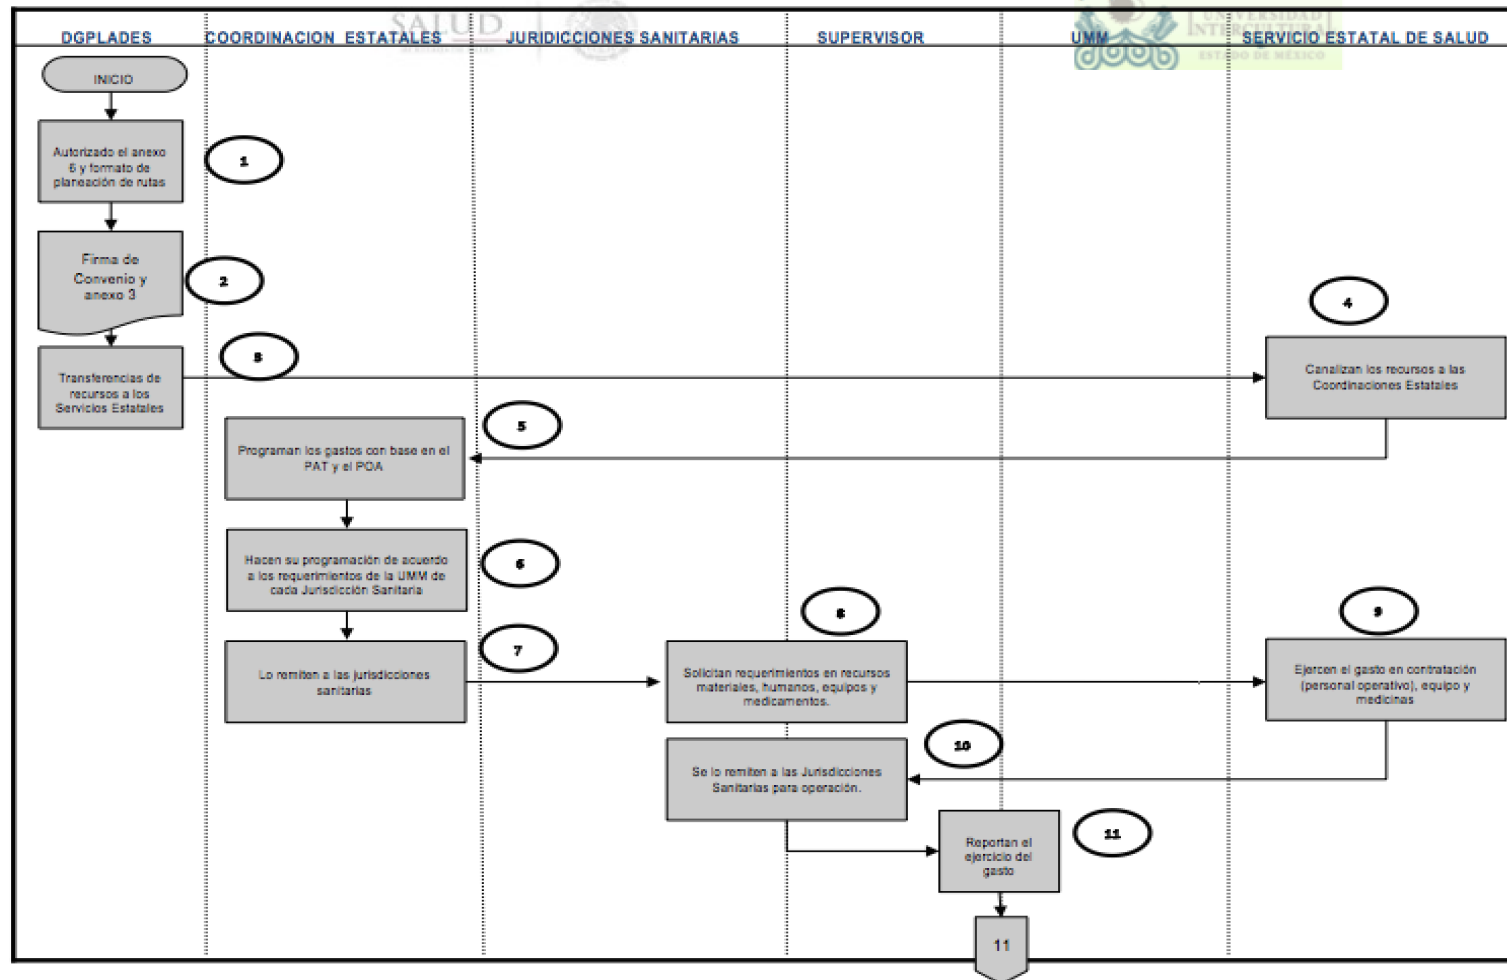 SALUD
UNIVERSIDAD
ESTADO DE MÉXICO
DGPLADES
COORDINACION ESTATALES
JURIDICCIONES SANITARIAS
SUPERVISOR
UMM
SERVICIO ESTATAL DE SALUD
INICIO
Autorizado el anexo
6 y formato de
planeación de rutas
1
Firma de
Convenio y
anexo 3
2
Transferencias de
recursos a los
Servicios Estatales
3
4
Canalizan los recursos a las
Coordinaciones Estatales
5
Programan los gastos con base en el
PAT y el POA
Hacen su programación de acuerdo
a los requerimientos de la UMM de
cada Jurisdicción Sanitaria
6
Lo remiten a las jurisdicciones
sanitarias
7
8
Solicitan requerimientos en recursos
materiales, humanos, equipos y
medicamentos.
9
Ejercen el gasto en contratación
(personal operativo), equipo y
medicinas
Se lo remiten a las Jurisdicciones
Sanitarias para operación.
10
Reportan el
ejercicio del
gasto
11
11